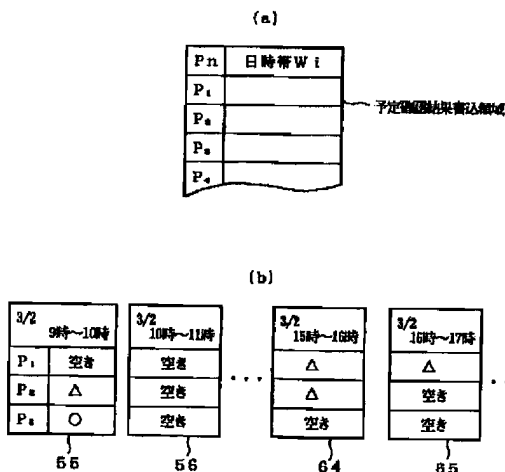 (a)
Pn 日時帯Wi
P₁
P₂
P₃
P₄
予定確認結果書込領域
(b)
3/2 3/2 3/2 3/2
9時〜10時 10時〜11時 15時〜16時 16時〜17時
P₁ 空き 空き △ △
P₂ △ 空き △ 空き
P₃ ○ 空き 空き 空き
55 56 64 65